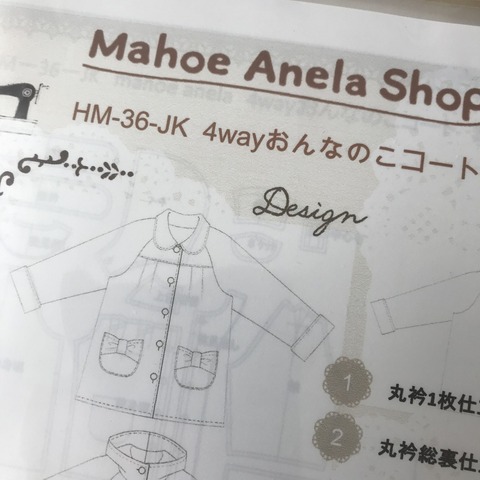 Mahoe Anela Shop
HM-36-JK 4wayおんなのこコート
Design
1 丸衿1枚仕
2 丸衿総裏仕